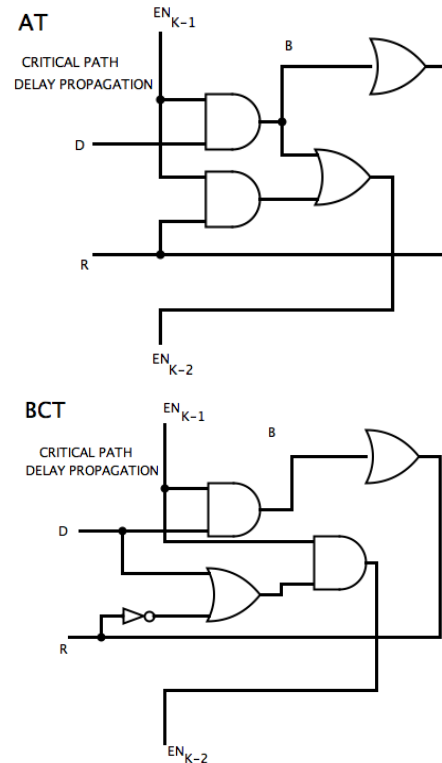 AT
EN K-1
B
CRITICAL PATH
DELAY PROPAGATION
D
R
EN K-2
BCT
EN K-1
B
CRITICAL PATH
DELAY PROPAGATION
D
R
EN K-2